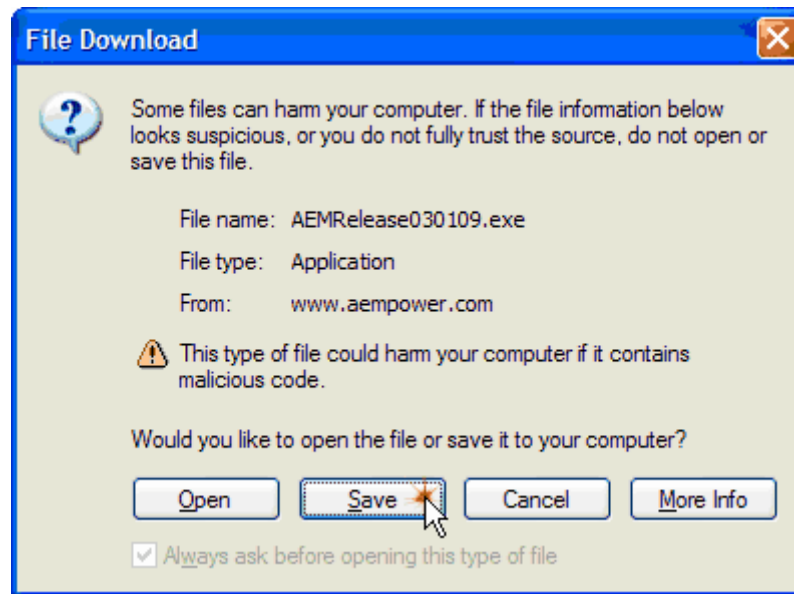 File Download
Some files can harm your computer. If the file information below
looks suspicious, or you do not fully trust the source, do not open or
save this file.
File name: AEMRelease030109.exe
File type: Application
From: www.aempower.com
This type of file could harm your computer if it contains
malicious code.
Would you like to open the file or save it to your computer?
Open Save Cancel More Info
Always ask before opening this type of file